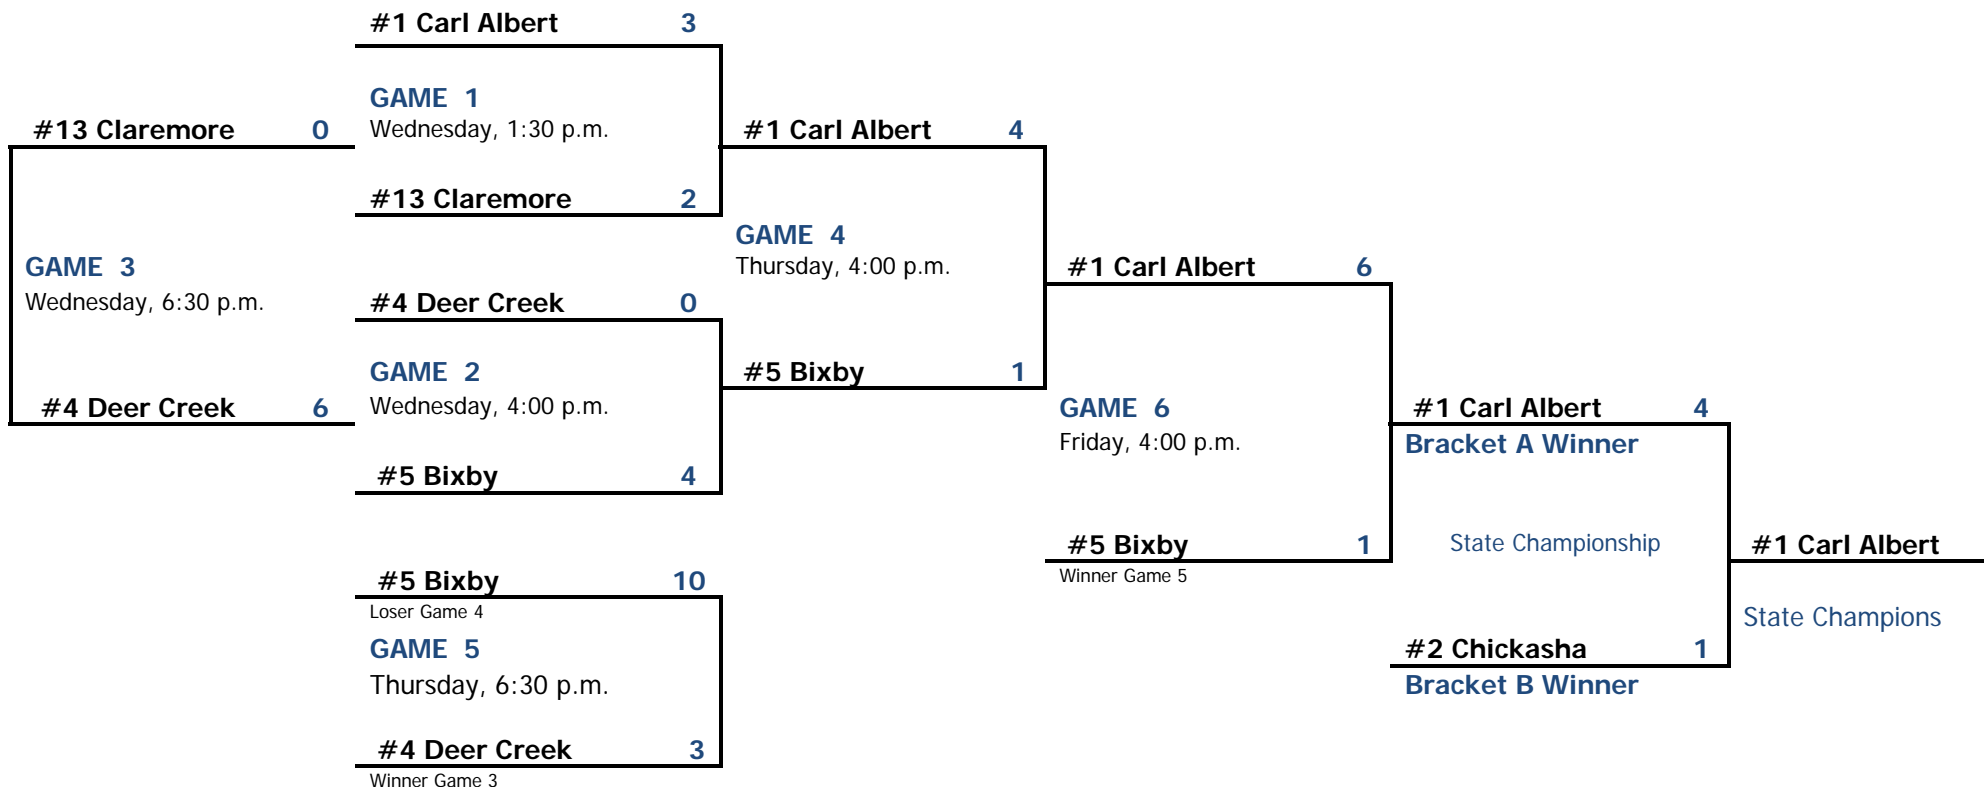 #1 Carl Albert 3
GAME 1
#13 Claremore 0
Wednesday, 1:30 p.m.
#1 Carl Albert 4
#13 Claremore 2
GAME 4
GAME 3
Thursday, 4:00 p.m.
#1 Carl Albert 6
Wednesday, 6:30 p.m.
#4 Deer Creek 0
GAME 2
#5 Bixby 1
#4 Deer Creek 6
Wednesday, 4:00 p.m.
GAME 6
#1 Carl Albert 4
Friday, 4:00 p.m.
Bracket A Winner
#5 Bixby 4
#5 Bixby 1
State Championship
#1 Carl Albert
#5 Bixby 10
Winner Game 5
Loser Game 4
State Champions
GAME 5
#2 Chickasha 1
Thursday, 6:30 p.m.
Bracket B Winner
#4 Deer Creek 3
Winner Game 3